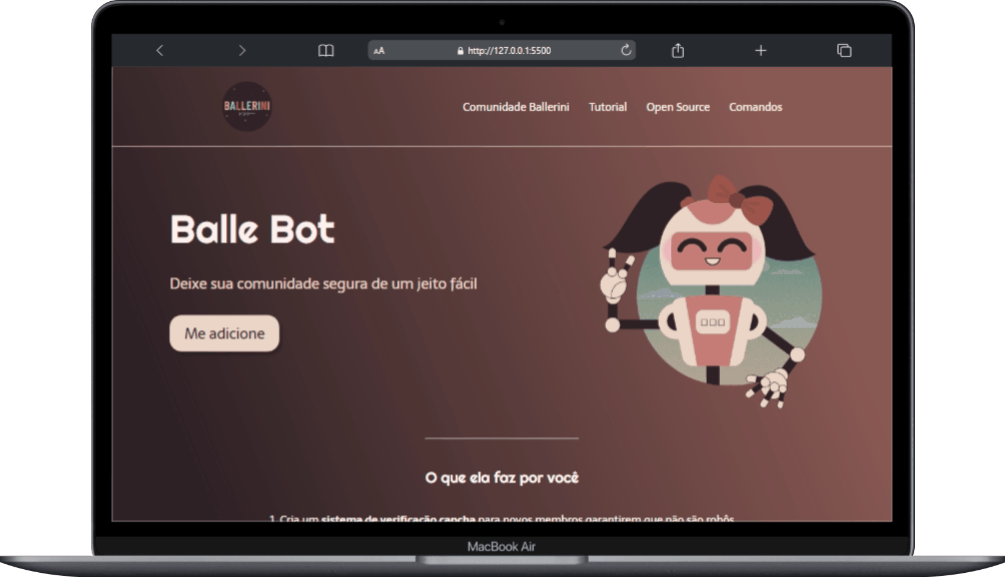 AA http://127.0.0.1:5500
BALLERINI
Comunidade Ballerini Tutorial Open Source Comandos
Balle Bot
Deixe sua comunidade segura de um jeito fácil
Me adicione
O que ela faz por você
1. Cria um sistema de verificação capcha para novos membros garantirem que não são robôs
MacBook Air